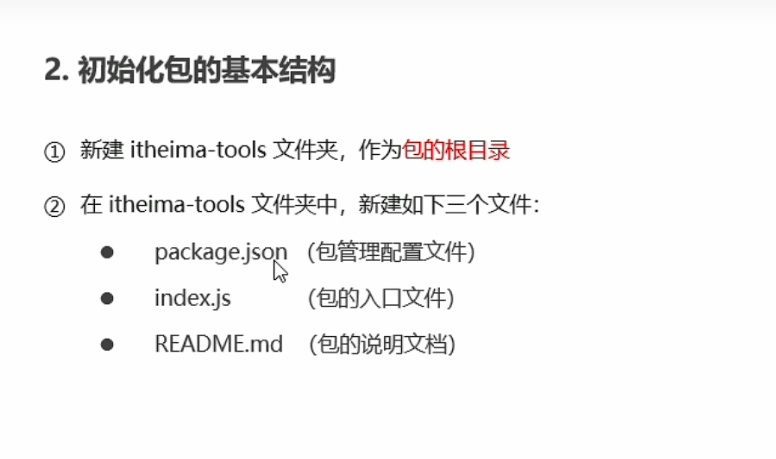 2. 初始化包的基本结构
① 新建 itheima-tools 文件夹，作为包的根目录
② 在 itheima-tools 文件夹中，新建如下三个文件：
● package.json （包管理配置文件）
● index.js （包的入口文件）
● README.md （包的说明文档）